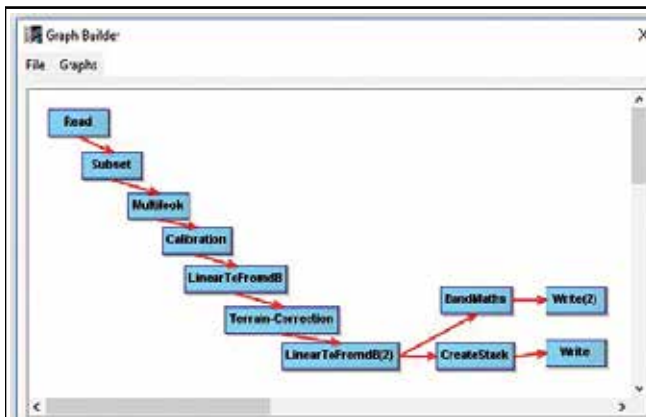 Graph Builder
File Graphs
Read
Subset
Multilook
Calibration
LinearToFromdB
Terrain-Correction
BandMaths
Write(2)
LinearToFromdB(2)
CreateStack
Write